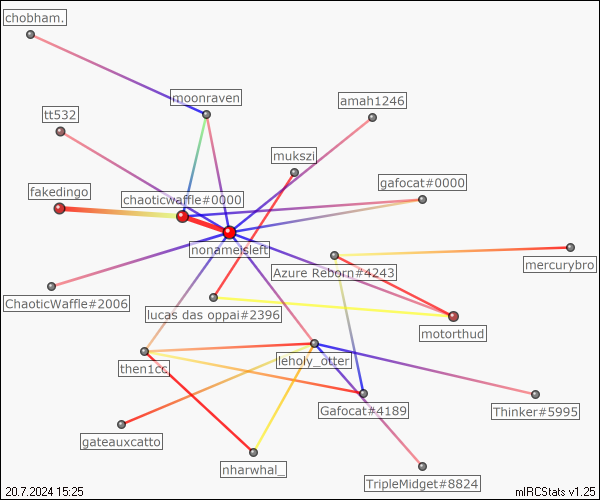 chobham.
moonraven
amah1246
tt532
mukszi
fakedingo
gafocat#0000
chaoticwaffle#0000
nonameisleft
mercurybro
Azure Reborn#4243
ChaoticWaffle#2006
lucas das oppai#2396
motorthud
leholy_otter
then1cc
Gafocat#4189
Thinker#5995
gateauxcatto
nharwhal_
TripleMidget#8824
20.7.2024 15:25
mIRCStats v1.25